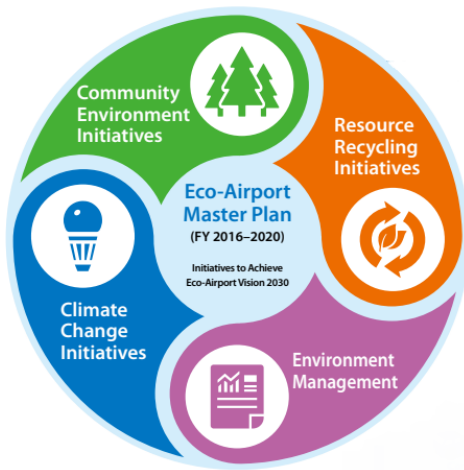 Community
Environment
Initiatives
Resource
Recycling
Initiatives
Eco-Airport
Master Plan
(FY 2016–2020)
Initiatives to Achieve
Eco-Airport Vision 2030
Climate
Change
Initiatives
Environment
Management